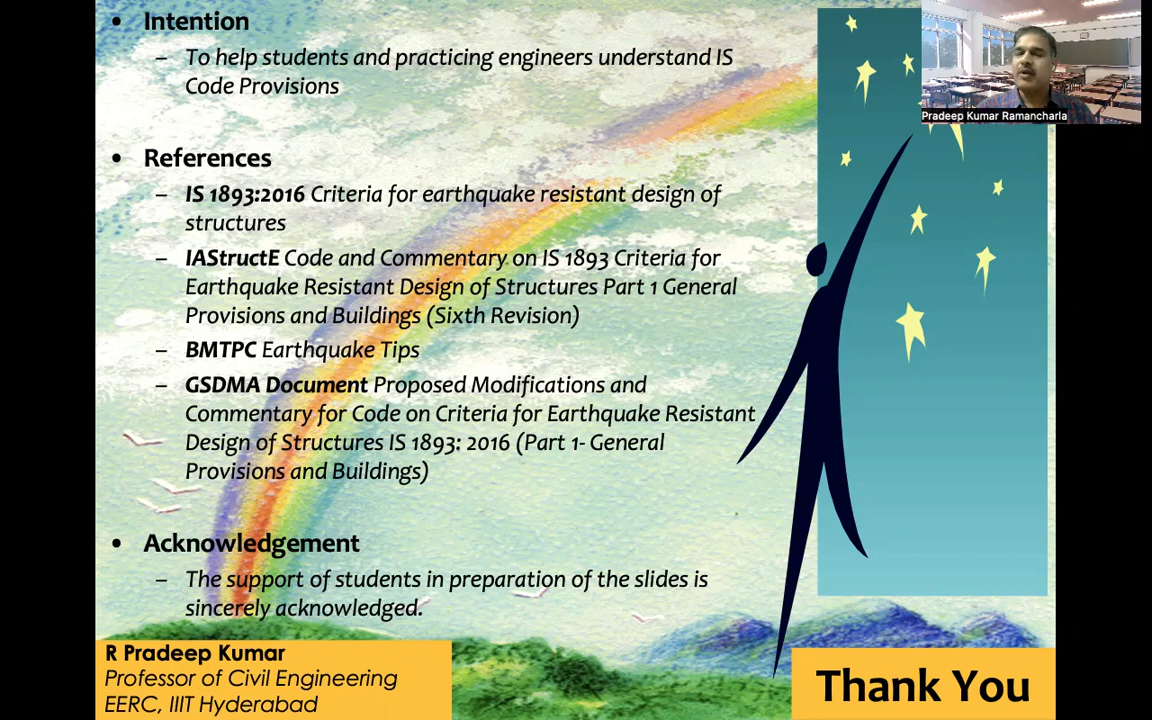 • Intention
– To help students and practicing engineers understand IS
Code Provisions
• References
– IS 1893:2016 Criteria for earthquake resistant design of
structures
– IAStructE Code and Commentary on IS 1893 Criteria for
Earthquake Resistant Design of Structures Part 1 General
Provisions and Buildings (Sixth Revision)
– BMTPC Earthquake Tips
– GSDMA Document Proposed Modifications and
Commentary for Code on Criteria for Earthquake Resistant
Design of Structures IS 1893: 2016 (Part 1- General
Provisions and Buildings)
• Acknowledgement
– The support of students in preparation of the slides is
sincerely acknowledged.
R Pradeep Kumar
Professor of Civil Engineering
EERC, IIIT Hyderabad
Thank You
Pradeep Kumar Ramancharla